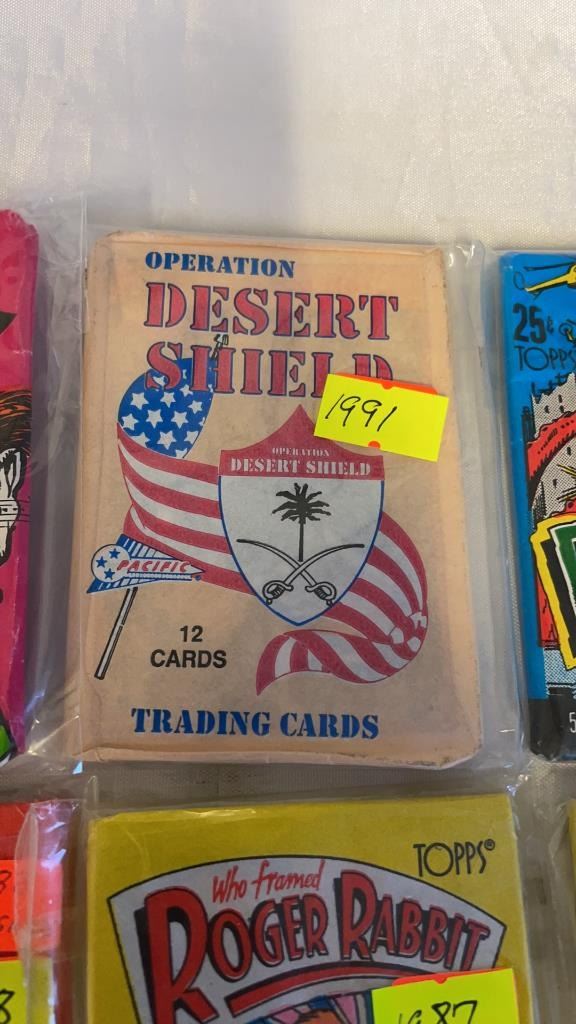 OPERATION
DESERT
SHIELD
1991
OPERATION
DESERT SHIELD
PACIFIC
12
CARDS
TRADING CARDS
25¢
TOPPS
TOPPS®
Who framed
ROGER RABBIT
1987